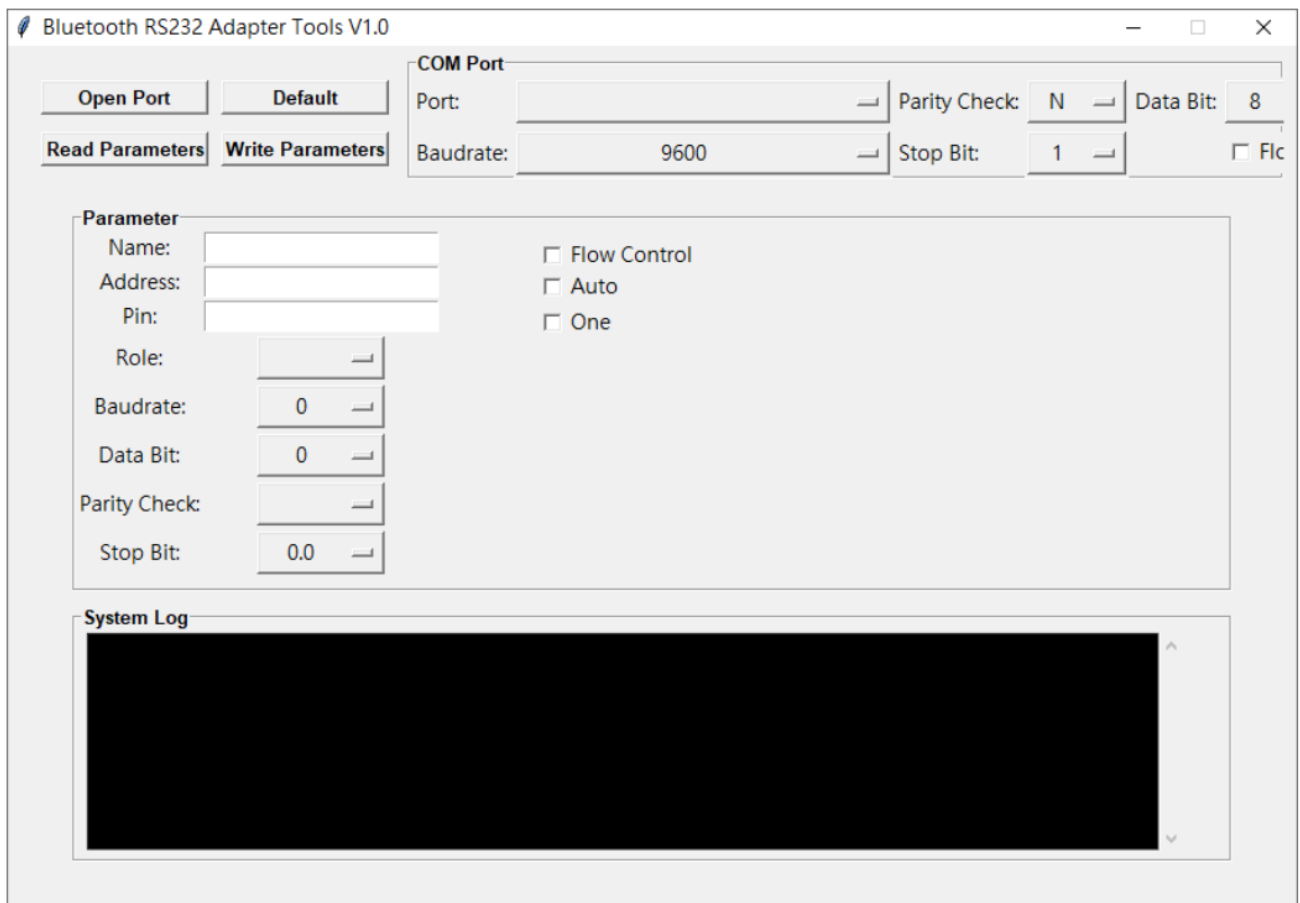 Bluetooth RS232 Adapter Tools V1.0
COM Port
Open Port Default Port: Parity Check: N Data Bit: 8
Read Parameters Write Parameters Baudrate: 9600 Stop Bit: 1
Parameter
Name: Flow Control
Address: Auto
Pin: One
Role:
Baudrate: 0
Data Bit: 0
Parity Check:
Stop Bit: 0.0
System Log